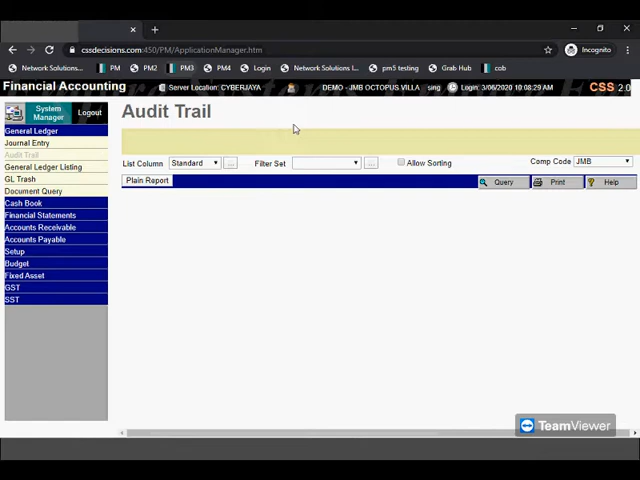 cssdecisions.com:450/PM/ApplicationManager.htm
Incognito
Network Solutions...
PM
PM2
PM3
PM4
Login
Network Solutions l...
pm5 testing
Grab Hub
cob
Financial Accounting
Server Location: CYBERJAYA
DEMO - JMB OCTOPUS VILLA
sing
Login: 3/06/2020 10:08:29 AM
CSS 2.0
System Manager
Logout
Audit Trail
General Ledger
Journal Entry
Audit Trail
General Ledger Listing
GL Trash
Document Query
Cash Book
Financial Statements
Accounts Receivable
Accounts Payable
Setup
Budget
Fixed Asset
GST
SST
List Column
Standard
...
Filter Set
...
Allow Sorting
Comp Code
JMB
Plain Report
Query
Print
? Help
TeamViewer